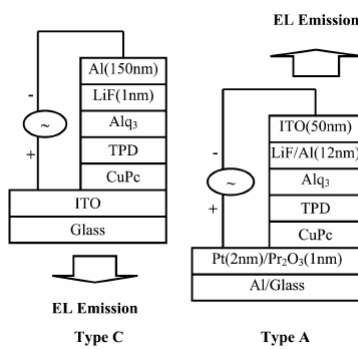 EL Emission
Al(150nm)
LiF(1nm)
Alq₃
TPD
CuPc
ITO
Glass
-
~
+
EL Emission
Type C
ITO(50nm)
LiF/Al(12nm)
Alq₃
TPD
CuPc
Pt(2nm)/Pr₂O₃(1nm)
Al/Glass
-
~
+
Type A